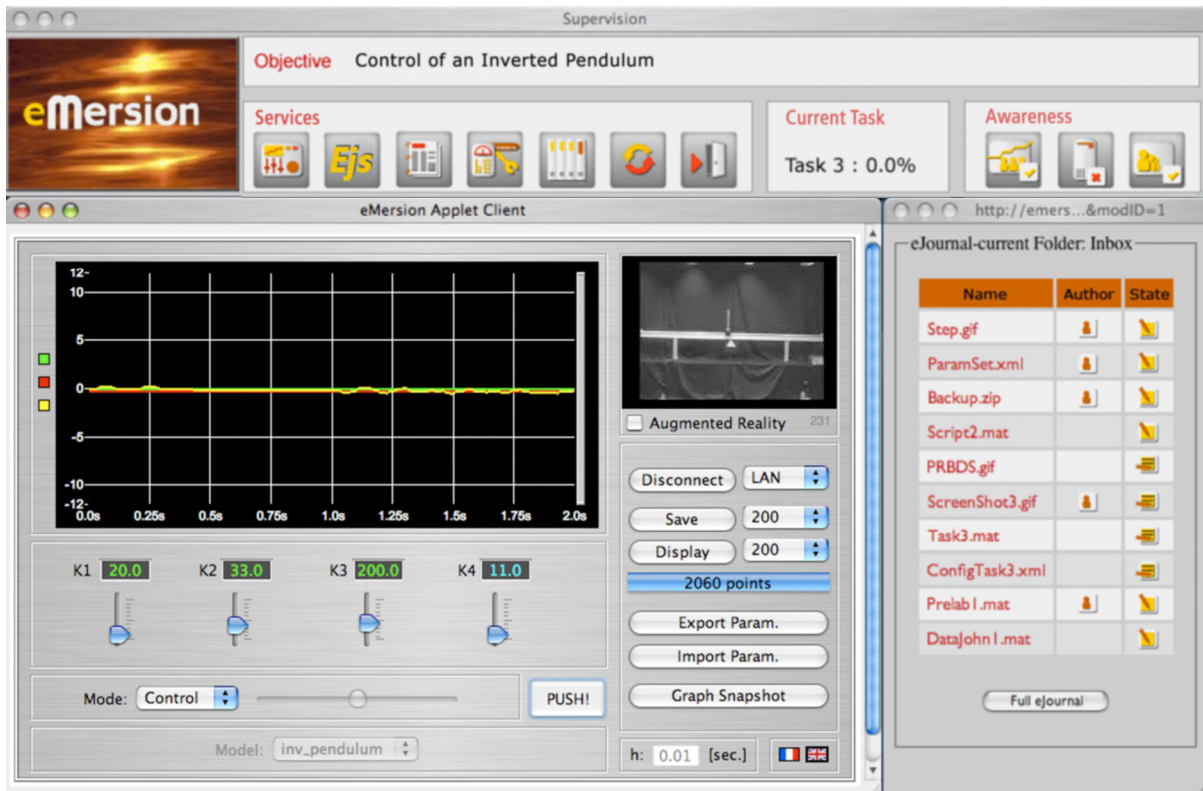 Supervision
eMersion
Objective Control of an Inverted Pendulum
Services
Ejs
Current Task
Task 3 : 0.0%
Awareness
eMersion Applet Client
12-
10
5
0
-5
-10
-12-
0.0s 0.25s 0.5s 0.75s 1.0s 1.25s 1.5s 1.75s 2.0s
K1 20.0 K2 33.0 K3 200.0 K4 11.0
Mode: Control PUSH!
Model: inv_pendulum
Augmented Reality 231
Disconnect LAN
Save 200
Display 200
2060 points
Export Param.
Import Param.
Graph Snapshot
h: 0.01 [sec.]
http://emers...&modID=1
eJournal-current Folder: Inbox
Name Author State
Step.gif
ParamSet.xml
Backup.zip
Script2.mat
PRBDS.gif
ScreenShot3.gif
Task3.mat
ConfigTask3.xml
Prelab1.mat
DataJohn1.mat
Full eJournal